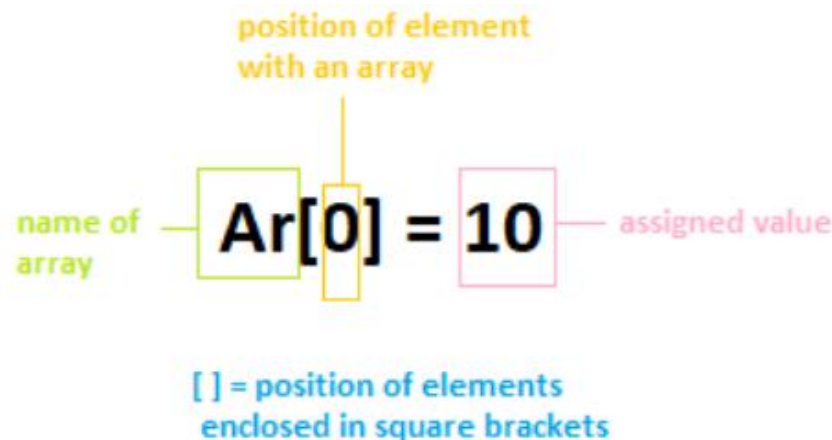 position of element
with an array
name of
array
Ar[0] = 10
assigned value
[ ] = position of elements
enclosed in square brackets